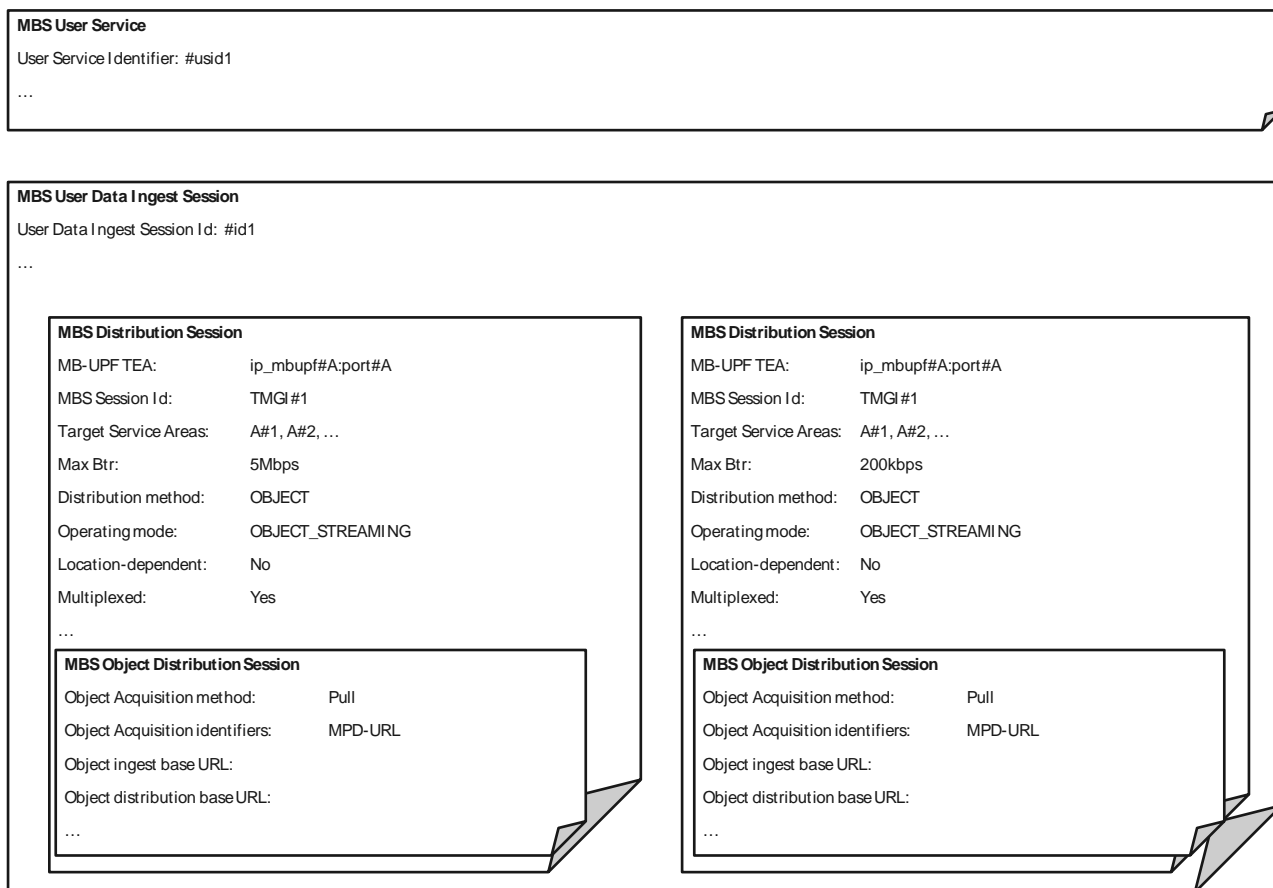 MBS User Service
User Service Identifier: #usid1
…
MBS User Data Ingest Session
User Data Ingest Session Id: #id1
…
MBS Distribution Session
MB-UPF TEA: ip_mbupf#A:port#A
MBS Session Id: TMGI#1
Target Service Areas: A#1, A#2, …
Max Btr: 5Mbps
Distribution method: OBJECT
Operating mode: OBJECT_STREAMING
Location-dependent: No
Multiplexed: Yes
…
MBS Object Distribution Session
Object Acquisition method: Pull
Object Acquisition identifiers: MPD-URL
Object ingest base URL:
Object distribution base URL:
…
MBS Distribution Session
MB-UPF TEA: ip_mbupf#A:port#A
MBS Session Id: TMGI#1
Target Service Areas: A#1, A#2, …
Max Btr: 200kbps
Distribution method: OBJECT
Operating mode: OBJECT_STREAMING
Location-dependent: No
Multiplexed: Yes
…
MBS Object Distribution Session
Object Acquisition method: Pull
Object Acquisition identifiers: MPD-URL
Object ingest base URL:
Object distribution base URL:
…